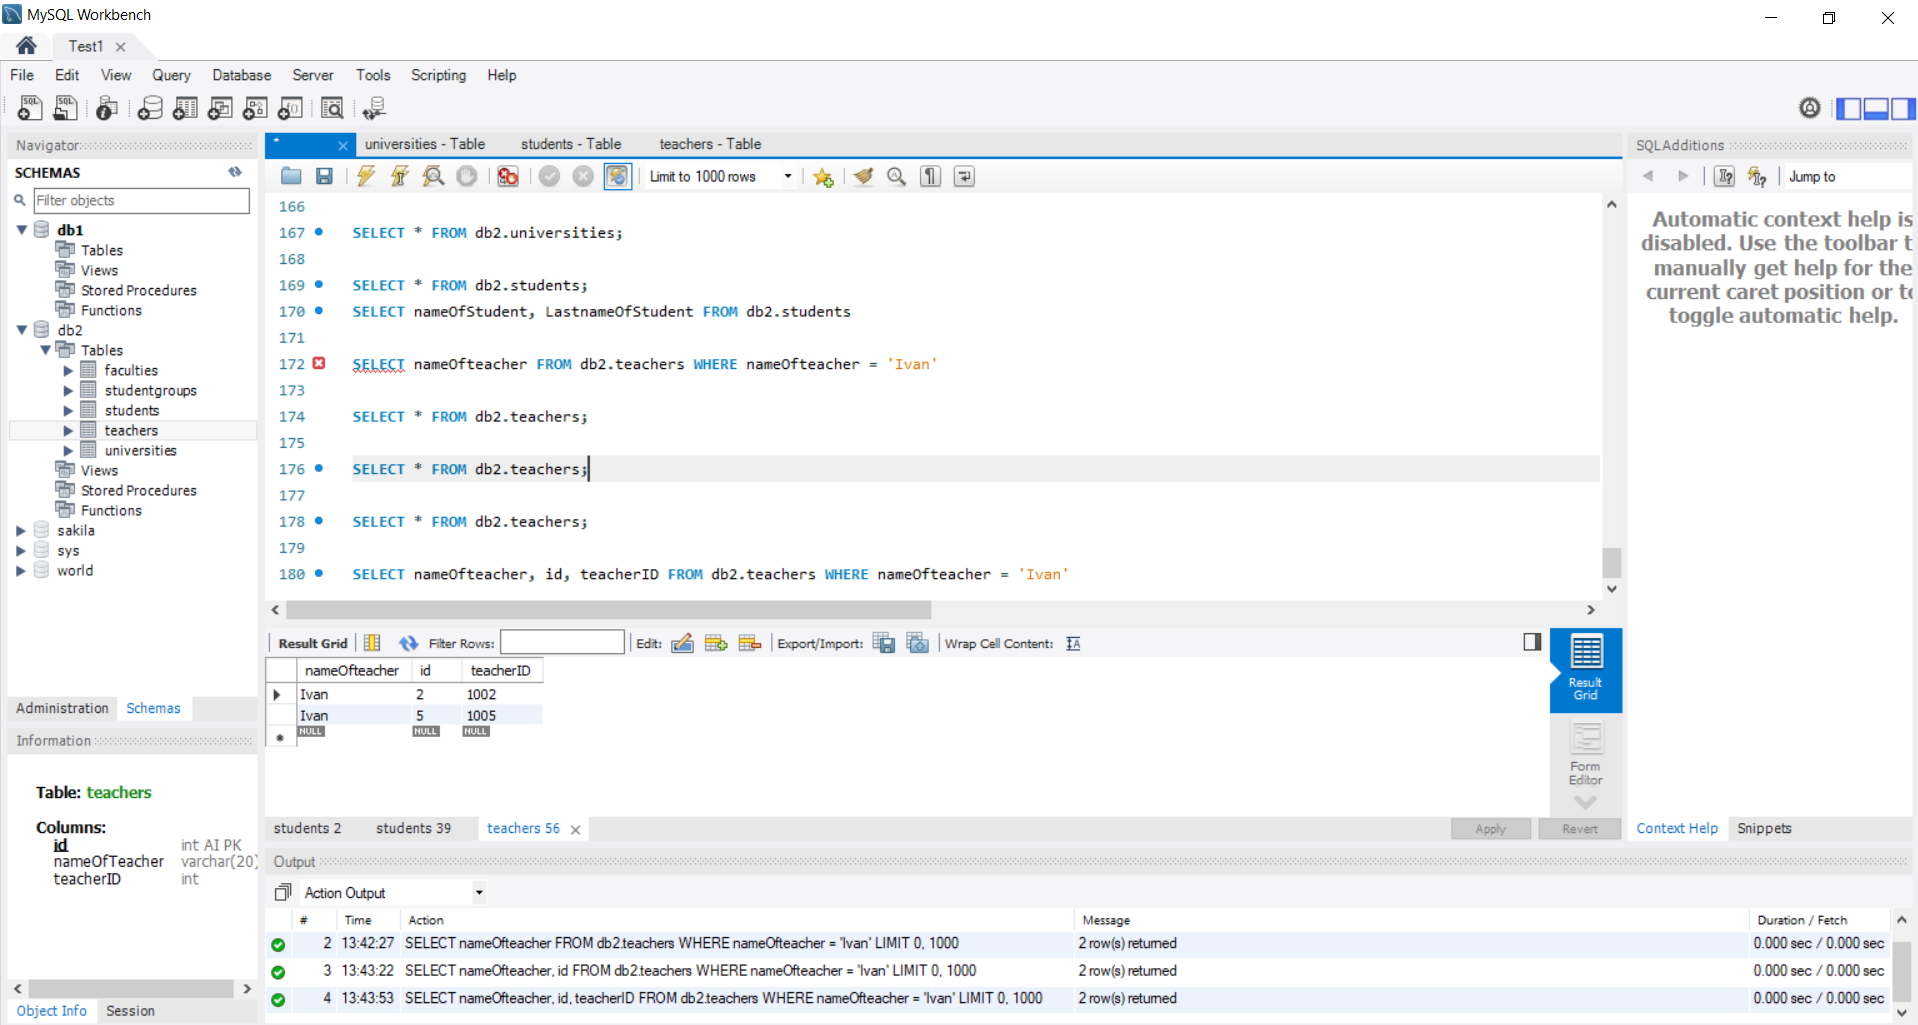 MySQL Workbench
Test1
File Edit View Query Database Server Tools Scripting Help
Navigator
SCHEMAS
Filter objects
db1
Tables
Views
Stored Procedures
Functions
db2
Tables
faculties
studentgroups
students
teachers
universities
Views
Stored Procedures
Functions
sakila
sys
world
Administration Schemas
Information
Table: teachers
Columns:
id int AI PK
nameOfTeacher varchar(20)
teacherID int
Object Info Session
* universities - Table students - Table teachers - Table
Limit to 1000 rows
166
167 SELECT * FROM db2.universities;
168
169 SELECT * FROM db2.students;
170 SELECT nameOfStudent, LastnameOfStudent FROM db2.students
171
172 SELECT nameOfteacher FROM db2.teachers WHERE nameOfteacher = 'Ivan'
173
174 SELECT * FROM db2.teachers;
175
176 SELECT * FROM db2.teachers;
177
178 SELECT * FROM db2.teachers;
179
180 SELECT nameOfteacher, id, teacherID FROM db2.teachers WHERE nameOfteacher = 'Ivan'
Result Grid Filter Rows: Edit: Export/Import: Wrap Cell Content:
nameOfteacher id teacherID
Ivan 2 1002
Ivan 5 1005
NULL NULL NULL
Result Grid
Form Editor
students 2 students 39 teachers 56
Apply Revert
SQLAdditions
Jump to
Automatic context help is
disabled. Use the toolbar t
manually get help for the
current caret position or to
toggle automatic help.
Context Help Snippets
Output
Action Output
# Time Action Message Duration / Fetch
2 13:42:27 SELECT nameOfteacher FROM db2.teachers WHERE nameOfteacher = 'Ivan' LIMIT 0, 1000 2 row(s) returned 0.000 sec / 0.000 sec
3 13:43:22 SELECT nameOfteacher, id FROM db2.teachers WHERE nameOfteacher = 'Ivan' LIMIT 0, 1000 2 row(s) returned 0.000 sec / 0.000 sec
4 13:43:53 SELECT nameOfteacher, id, teacherID FROM db2.teachers WHERE nameOfteacher = 'Ivan' LIMIT 0, 1000 2 row(s) returned 0.000 sec / 0.000 sec